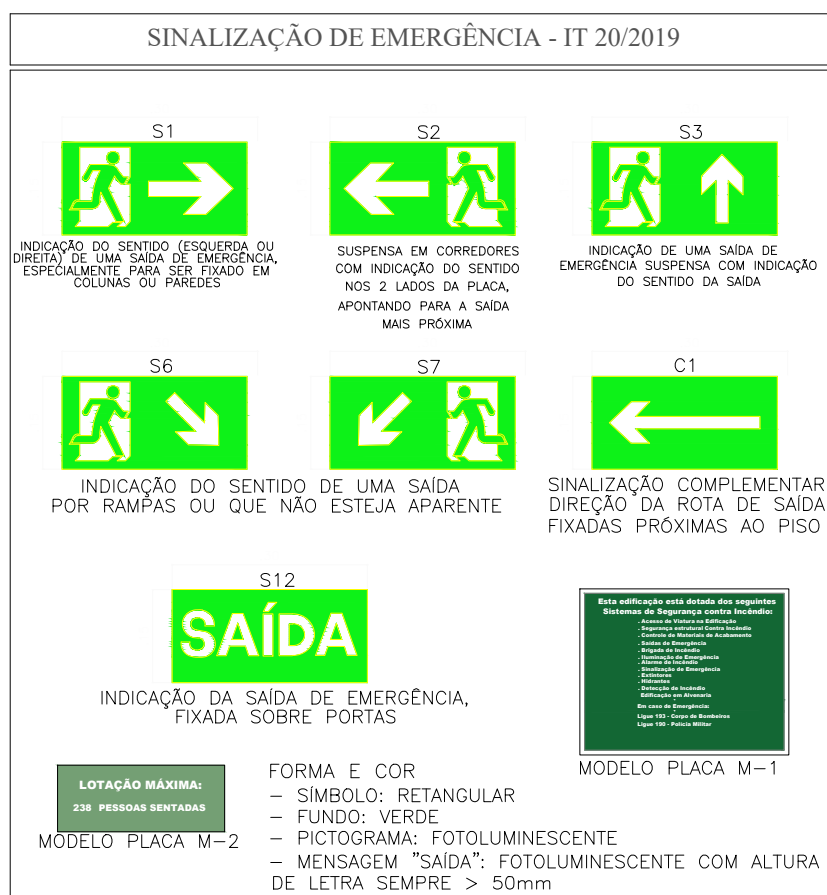 SINALIZAÇÃO DE EMERGÊNCIA - IT 20/2019
S1
INDICAÇÃO DO SENTIDO (ESQUERDA OU
DIREITA) DE UMA SAÍDA DE EMERGÊNCIA,
ESPECIALMENTE PARA SER FIXADO EM
COLUNAS OU PAREDES
S2
SUSPENSA EM CORREDORES
COM INDICAÇÃO DO SENTIDO
NOS 2 LADOS DA PLACA,
APONTANDO PARA A SAÍDA
MAIS PRÓXIMA
S3
INDICAÇÃO DE UMA SAÍDA DE
EMERGÊNCIA SUSPENSA COM INDICAÇÃO
DO SENTIDO DA SAÍDA
S6
S7
INDICAÇÃO DO SENTIDO DE UMA SAÍDA
POR RAMPAS OU QUE NÃO ESTEJA APARENTE
C1
SINALIZAÇÃO COMPLEMENTAR
DIREÇÃO DA ROTA DE SAÍDA
FIXADAS PRÓXIMAS AO PISO
S12
SAÍDA
INDICAÇÃO DA SAÍDA DE EMERGÊNCIA,
FIXADA SOBRE PORTAS
Esta edificação está dotada dos seguintes
Sistemas de Segurança contra Incêndio:
. Acesso de Viatura na Edificação
. Segurança estrutural Contra Incêndio
. Controle de Materiais de Acabamento
. Saídas de Emergência
. Brigada de Incêndio
. Iluminação de Emergência
. Alarme de Incêndio
. Sinalização de Emergência
. Extintores
. Hidrantes
. Detecção de Incêndio
Edificação em Alvenaria
Em caso de Emergência:
Ligue 193 - Corpo de Bombeiros
Ligue 190 - Polícia Militar
MODELO PLACA M-1
LOTAÇÃO MÁXIMA:
238 PESSOAS SENTADAS
MODELO PLACA M-2
FORMA E COR
- SÍMBOLO: RETANGULAR
- FUNDO: VERDE
- PICTOGRAMA: FOTOLUMINESCENTE
- MENSAGEM "SAÍDA": FOTOLUMINESCENTE COM ALTURA
DE LETRA SEMPRE > 50mm